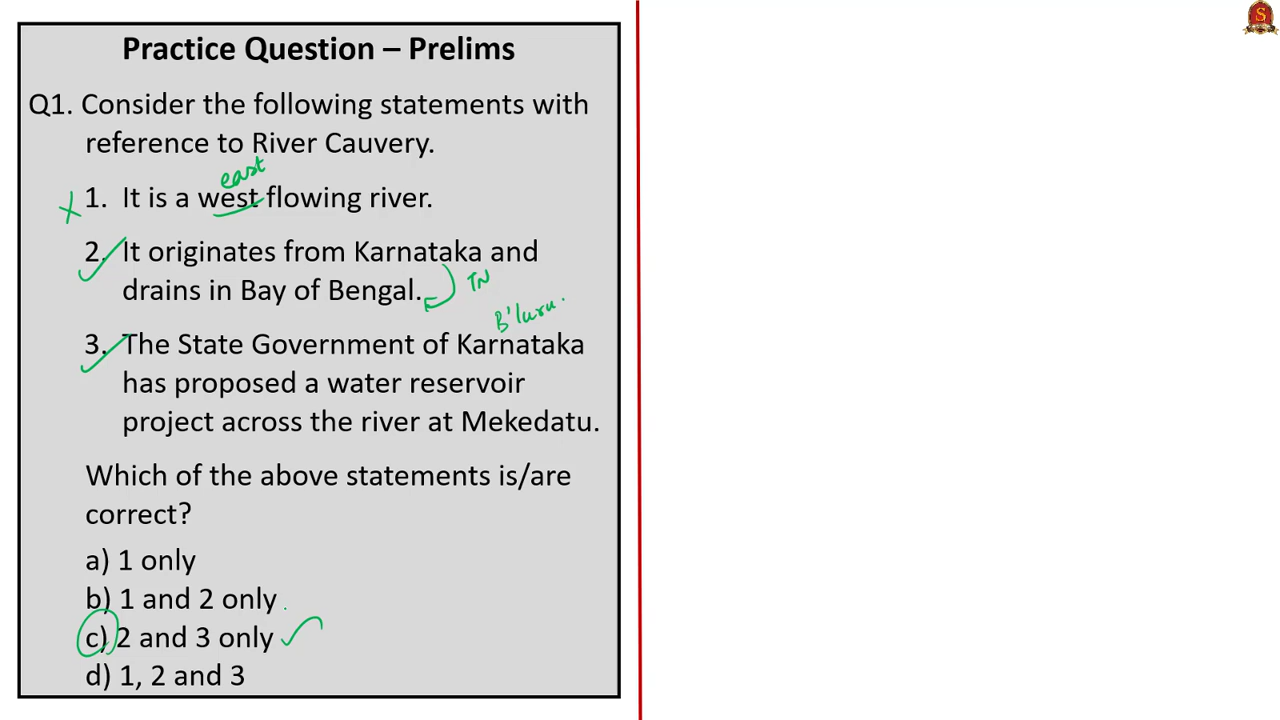 Practice Question – Prelims
Q1. Consider the following statements with
reference to River Cauvery.
east
X 1. It is a west flowing river.
2. It originates from Karnataka and
drains in Bay of Bengal.
TN
B'luru.
3. The State Government of Karnataka
has proposed a water reservoir
project across the river at Mekedatu.
Which of the above statements is/are
correct?
a) 1 only
b) 1 and 2 only
c) 2 and 3 only
d) 1, 2 and 3
S